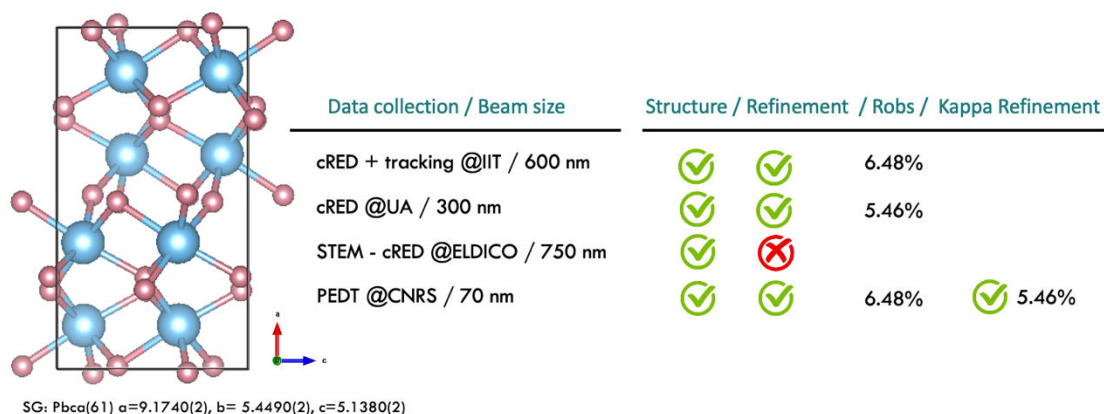 Data collection / Beam size Structure / Refinement / Robs / Kappa Refinement
cRED + tracking @IIT / 600 nm 6.48%
cRED @UA / 300 nm 5.46%
STEM - cRED @ELDICO / 750 nm
PEDT @CNRS / 70 nm 6.48% 5.46%
a
c
SG: Pbca(61) a=9.1740(2), b= 5.4490(2), c=5.1380(2)